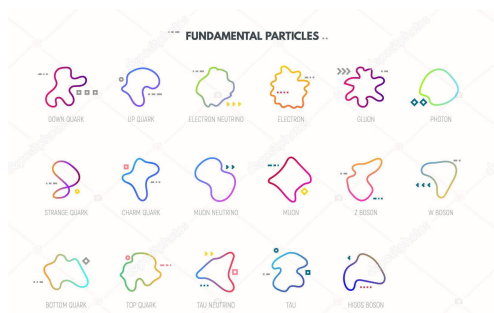 FUNDAMENTAL PARTICLES
DOWN QUARK
UP QUARK
ELECTRON NEUTRINO
ELECTRON
GLUON
PHOTON
STRANGE QUARK
CHARM QUARK
MUON NEUTRINO
MUON
Z BOSON
W BOSON
BOTTOM QUARK
TOP QUARK
TAU NEUTRINO
TAU
HIGGS BOSON